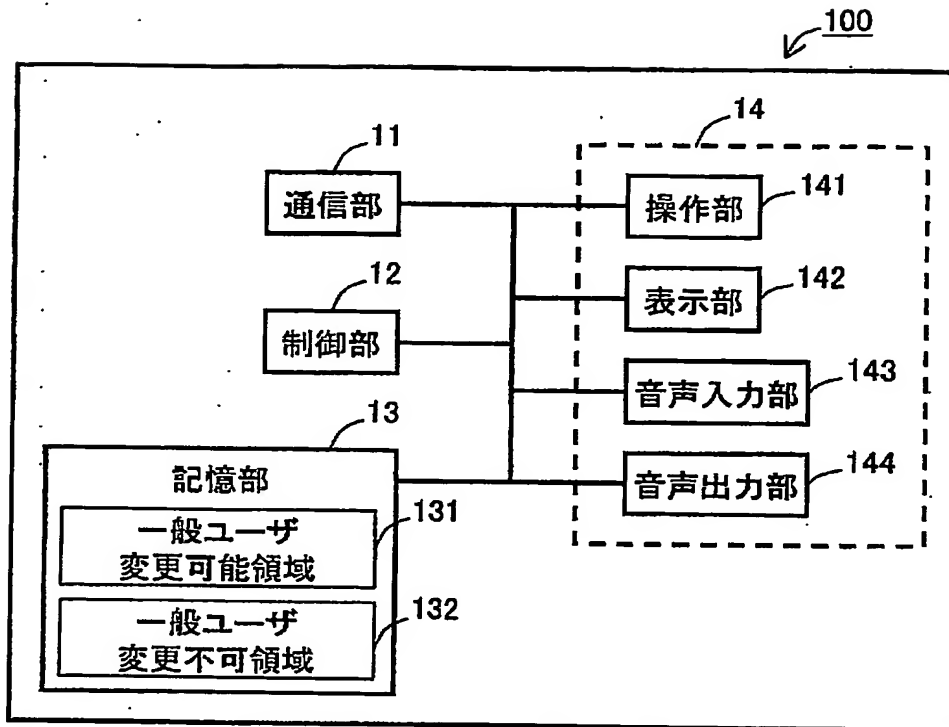 100
14
11
通信部
141
操作部
12
制御部
142
表示部
143
音声入力部
13
記憶部
144
音声出力部
131
一般ユーザ
変更可能領域
132
一般ユーザ
変更不可領域